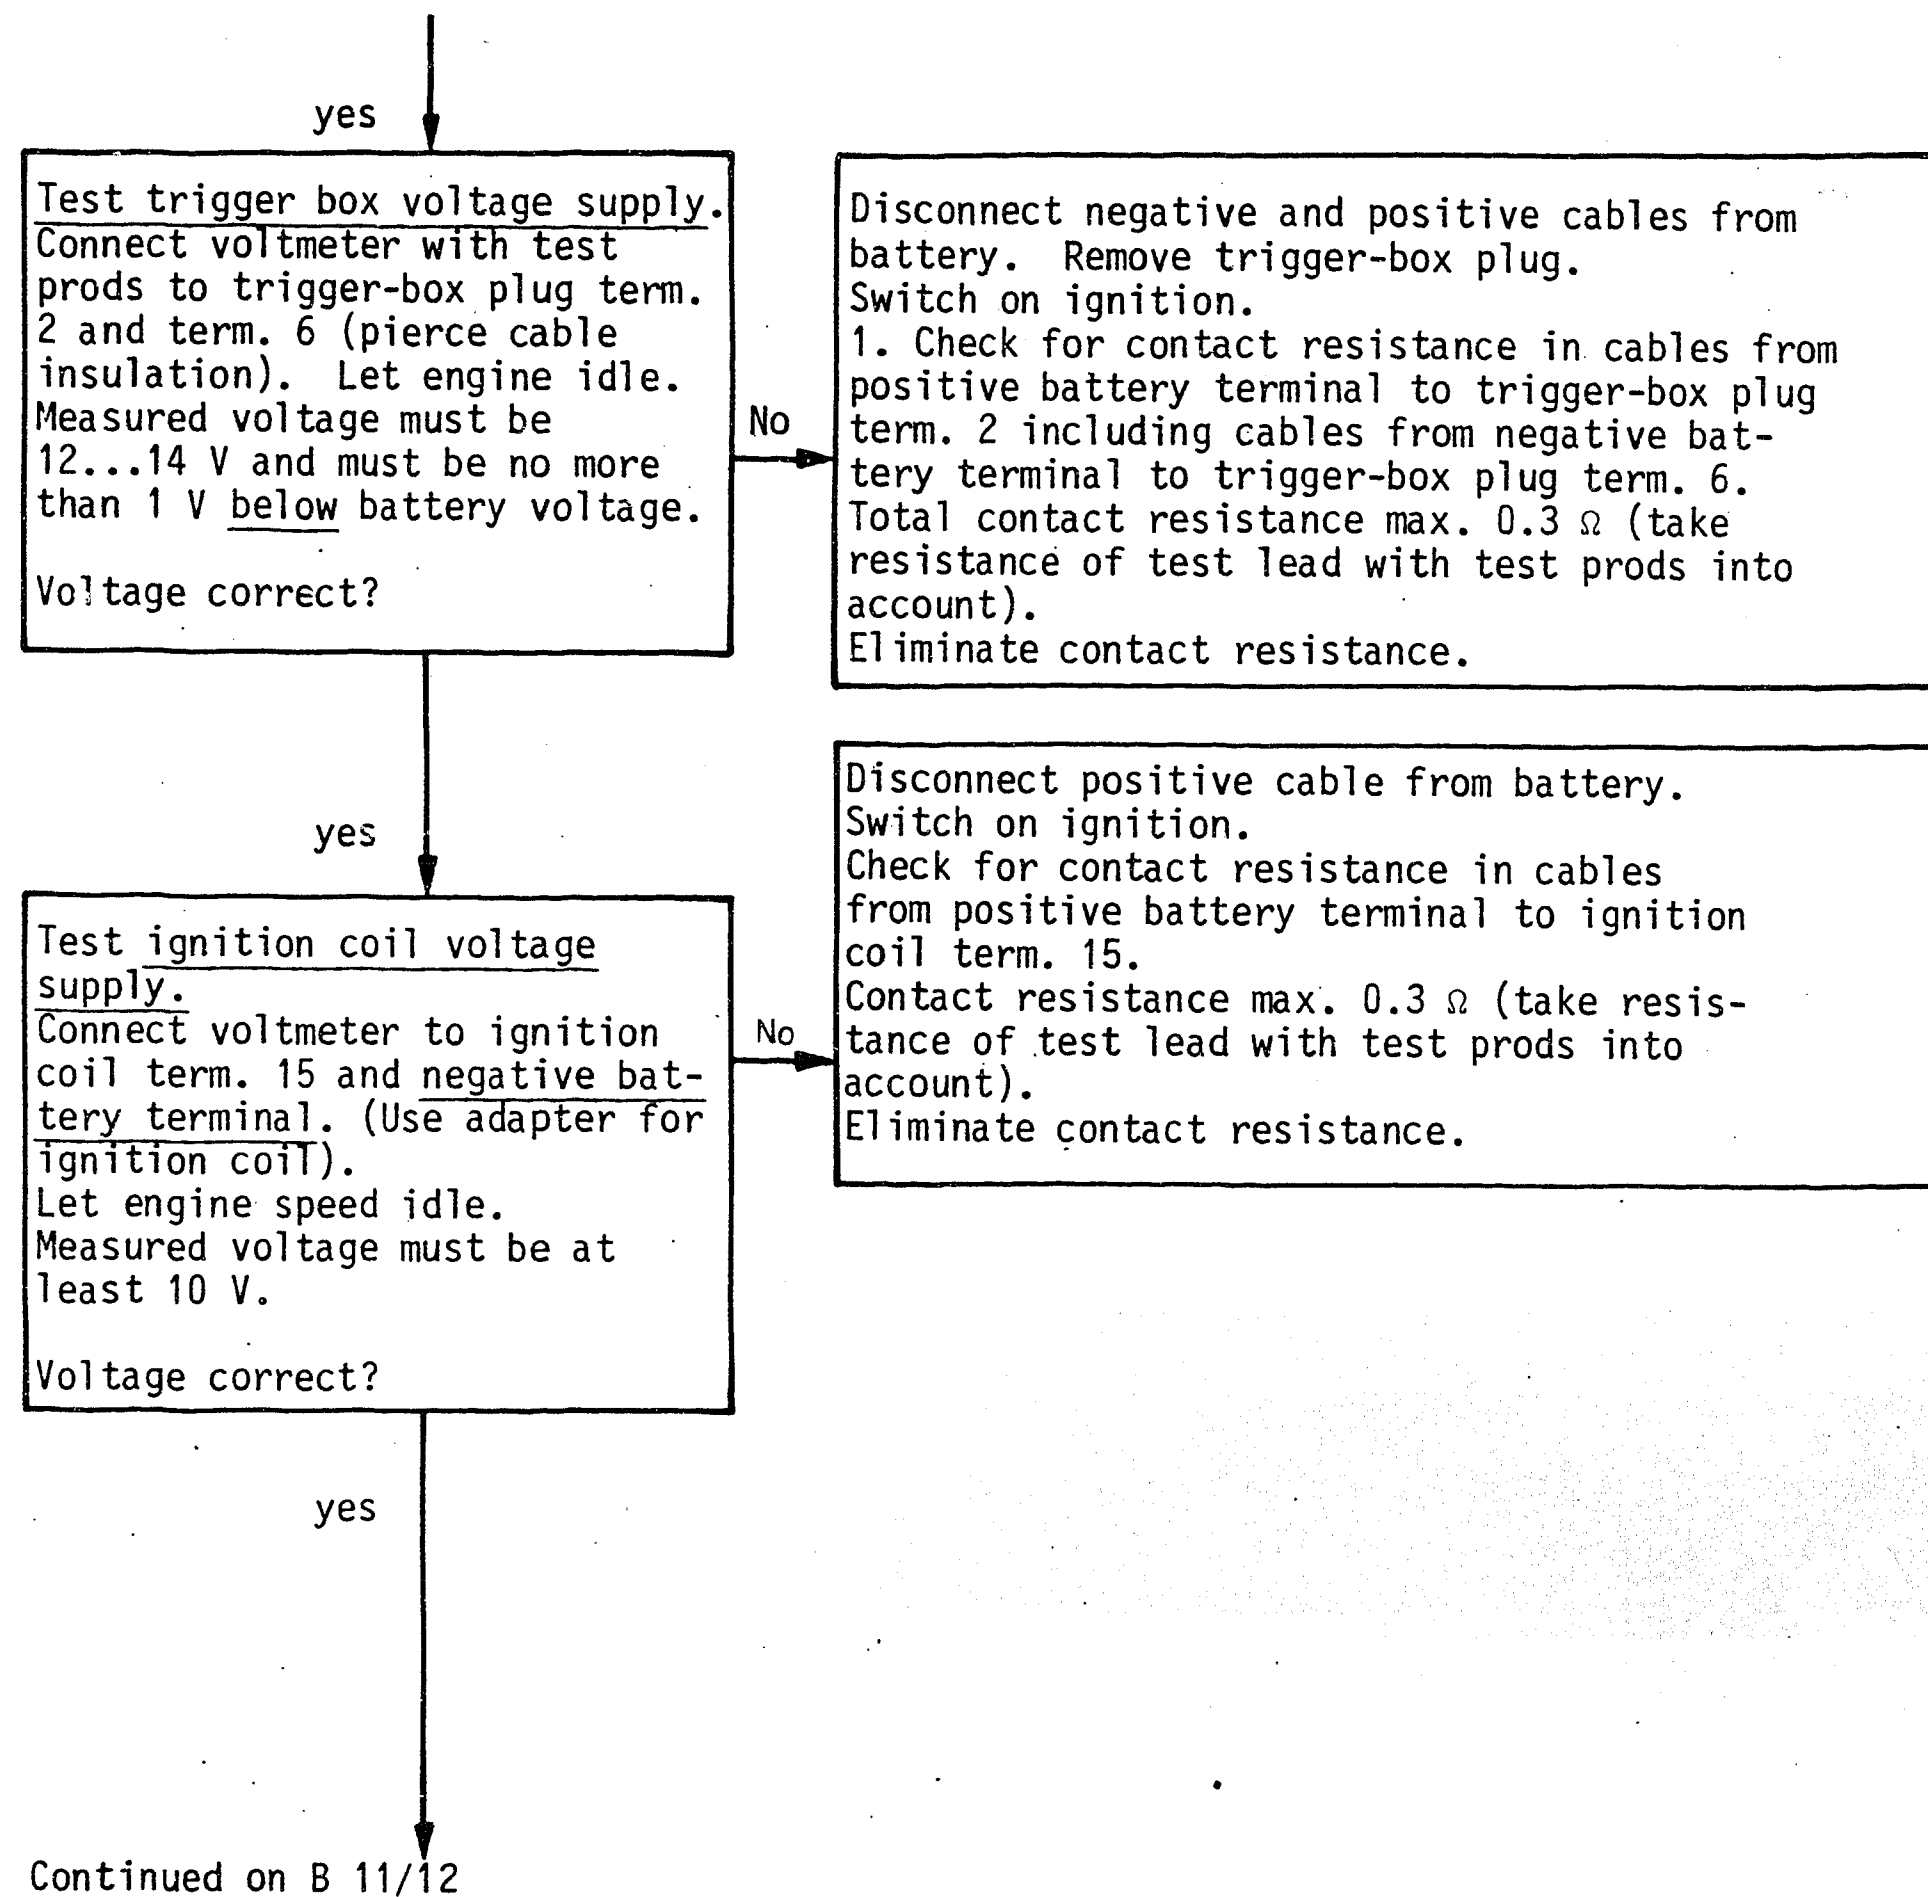 yes
Test trigger box voltage supply.
Connect voltmeter with test
prods to trigger-box plug term.
2 and term. 6 (pierce cable
insulation). Let engine idle.
Measured voltage must be
12...14 V and must be no more
than 1 V below battery voltage.
Voltage correct?
No
Disconnect negative and positive cables from
battery. Remove trigger-box plug.
Switch on ignition.
1. Check for contact resistance in cables from
positive battery terminal to trigger-box plug
term. 2 including cables from negative bat-
tery terminal to trigger-box plug term. 6.
Total contact resistance max. 0.3 Ω (take
resistance of test lead with test prods into
account).
Eliminate contact resistance.
yes
Test ignition coil voltage
supply.
Connect voltmeter to ignition
coil term. 15 and negative bat-
tery terminal. (Use adapter for
ignition coil).
Let engine speed idle.
Measured voltage must be at
least 10 V.
Voltage correct?
No
Disconnect positive cable from battery.
Switch on ignition.
Check for contact resistance in cables
from positive battery terminal to ignition
coil term. 15.
Contact resistance max. 0.3 Ω (take resis-
tance of test lead with test prods into
account).
Eliminate contact resistance.
yes
Continued on B 11/12